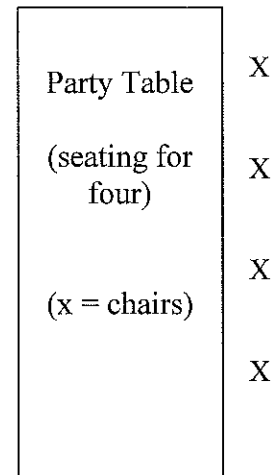 Party Table
X
(seating for
four)
X
X
(x = chairs)
X